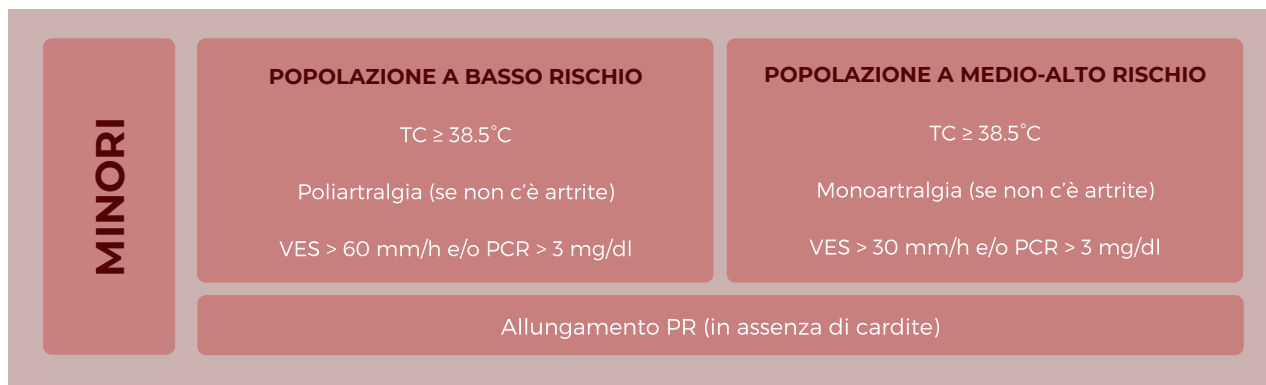 MINORI
POPOLAZIONE A BASSO RISCHIO
TC ≥ 38.5°C
Poliartralgia (se non c'è artrite)
VES > 60 mm/h e/o PCR > 3 mg/dl
POPOLAZIONE A MEDIO-ALTO RISCHIO
TC ≥ 38.5°C
Monoartralgia (se non c'è artrite)
VES > 30 mm/h e/o PCR > 3 mg/dl
Allungamento PR (in assenza di cardite)